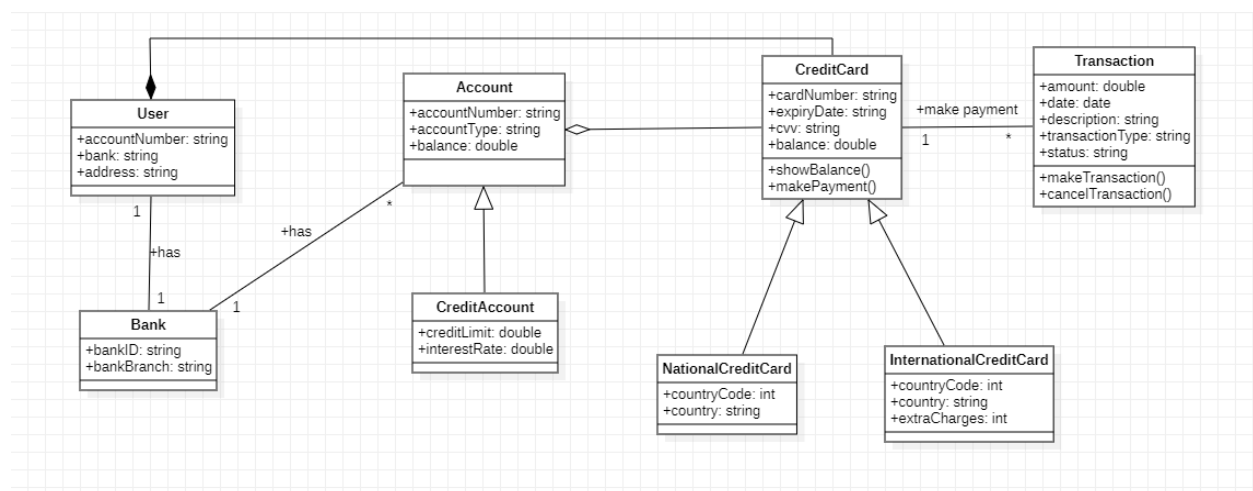 User
+accountNumber: string
+bank: string
+address: string
1
+has
1
Bank
+bankID: string
+bankBranch: string
1
+has
*
Account
+accountNumber: string
+accountType: string
+balance: double
CreditAccount
+creditLimit: double
+interestRate: double
CreditCard
+cardNumber: string
+expiryDate: string
+cvv: string
+balance: double
+showBalance()
+makePayment()
+make payment
1
*
Transaction
+amount: double
+date: date
+description: string
+transactionType: string
+status: string
+makeTransaction()
+cancelTransaction()
NationalCreditCard
+countryCode: int
+country: string
InternationalCreditCard
+countryCode: int
+country: string
+extraCharges: int